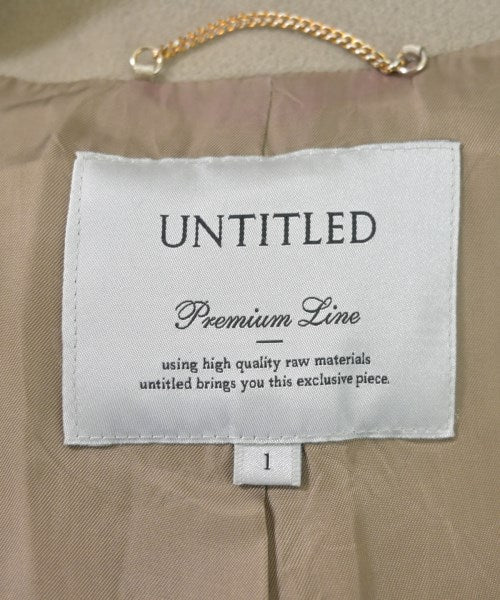 UNTITLED
Premium Line
using high quality raw materials
untitled brings you this exclusive piece.
1